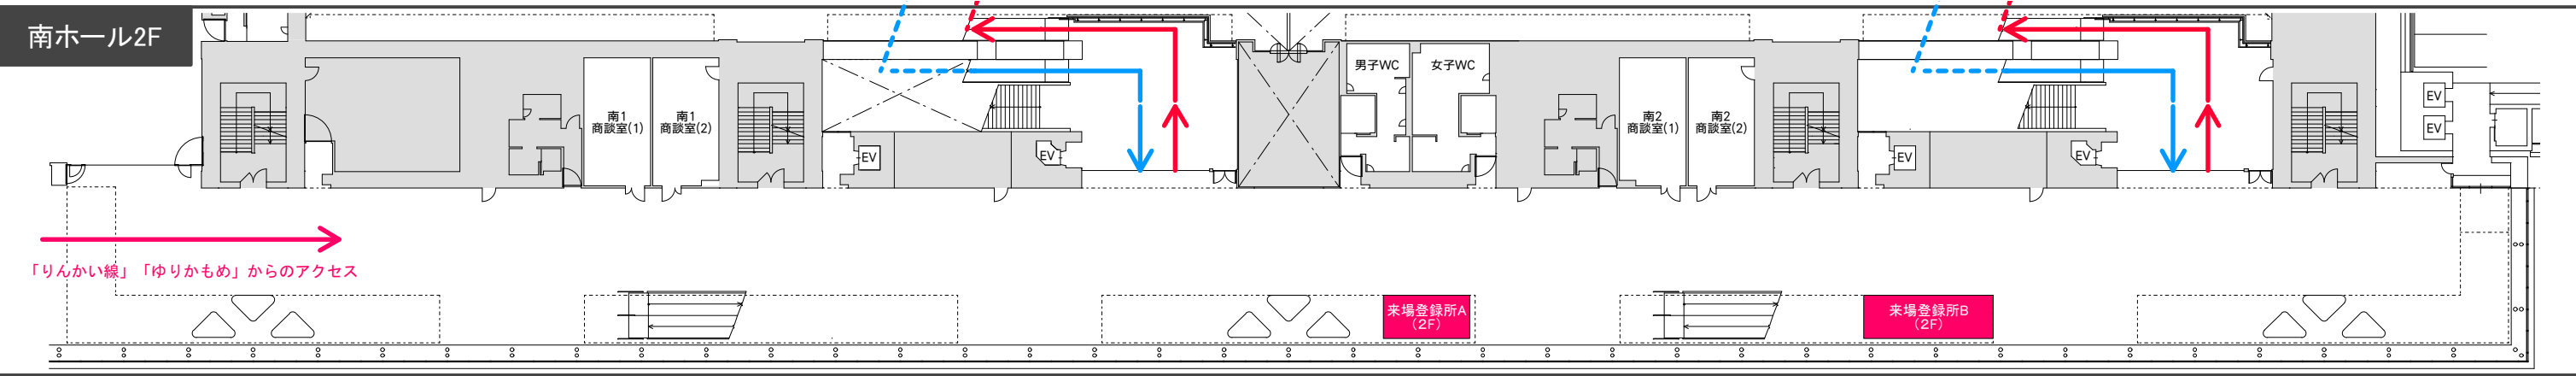 南ホール2F
男子WC
女子WC
南1
商談室(1)
南1
商談室(2)
南2
商談室(1)
南2
商談室(2)
EV
EV
EV
EV
EV
EV
「りんかい線」「ゆりかもめ」からのアクセス
来場登録所A
(2F)
来場登録所B
(2F)